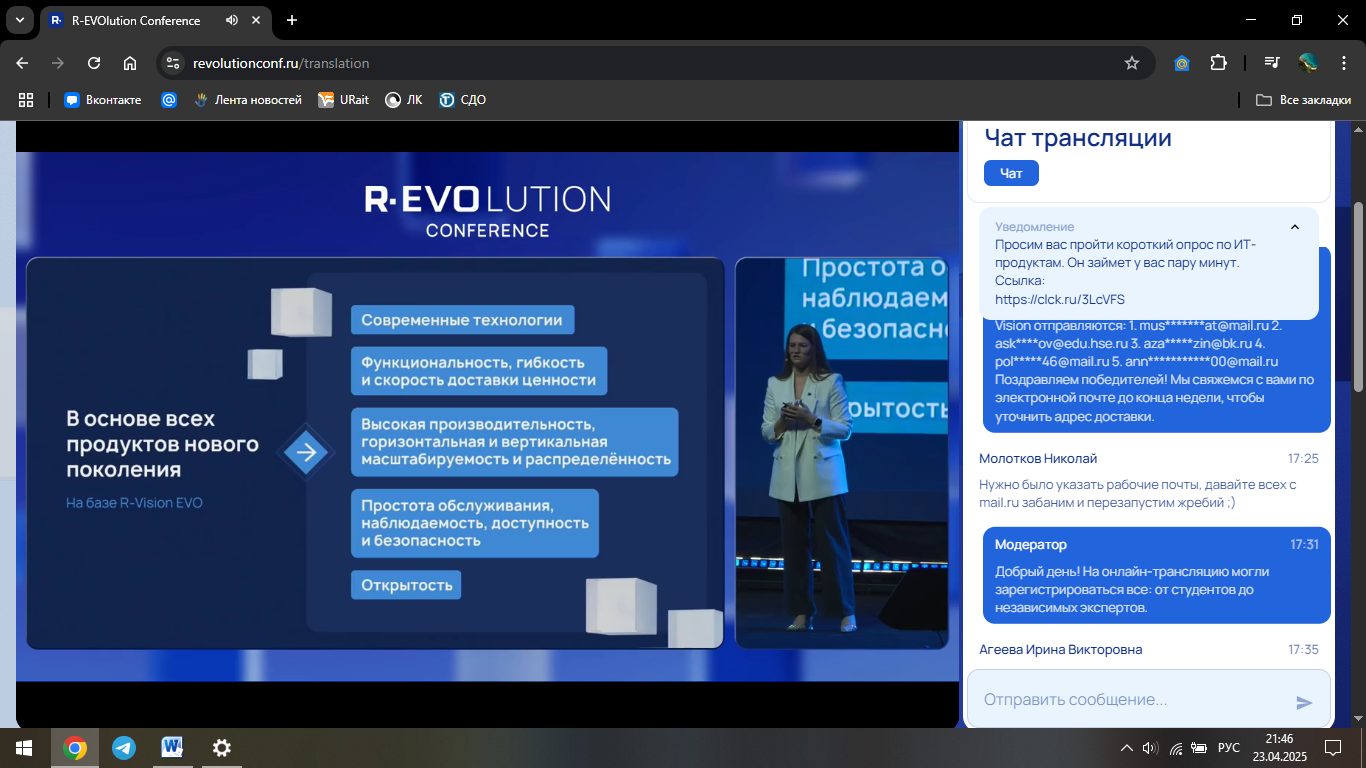 R-EVOlution Conference
revolutionconf.ru/translation
Вконтакте
Лента новостей
URait
ЛК
СДО
Все закладки
R·EVOLUTION
CONFERENCE
В основе всех
продуктов нового
поколения
На базе R-Vision EVO
Современные технологии
Функциональность, гибкость
и скорость доставки ценности
Высокая производительность,
горизонтальная и вертикальная
масштабируемость и распределённость
Простота обслуживания,
наблюдаемость, доступность
и безопасность
Открытость
Простота о
наблюдаем
и безопасн
рытость
Чат трансляции
Чат
Уведомление
Просим вас пройти короткий опрос по ИТ-
продуктам. Он займет у вас пару минут.
Ссылка:
https://clck.ru/3LcVFS
Vision отправляются: 1. mus*******at@mail.ru 2.
ask****ov@edu.hse.ru 3. aza*****zin@bk.ru 4.
pol*****46@mail.ru 5. ann***********00@mail.ru
Поздравляем победителей! Мы свяжемся с вами по
электронной почте до конца недели, чтобы
уточнить адрес доставки.
Молотков Николай 17:25
Нужно было указать рабочие почты, давайте всех с
mail.ru забаним и перезапустим жребий ;)
Модератор 17:31
Добрый день! На онлайн-трансляцию могли
зарегистрироваться все: от студентов до
независимых экспертов.
Агеева Ирина Викторовна 17:35
Отправить сообщение...
РУС
21:46
23.04.2025